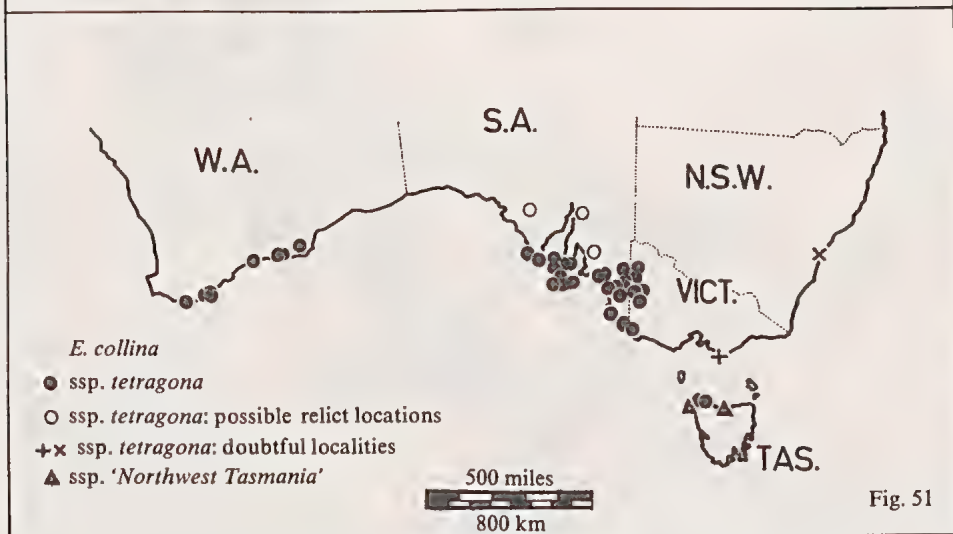 S.A.
W.A.
N.S.W.
VICT.
E. collina
ssp. tetragona
ssp. tetragona: possible relict locations
+× ssp. tetragona: doubtful localities
ssp. 'Northwest Tasmania'
TAS.
500 miles
800 km
Fig. 51